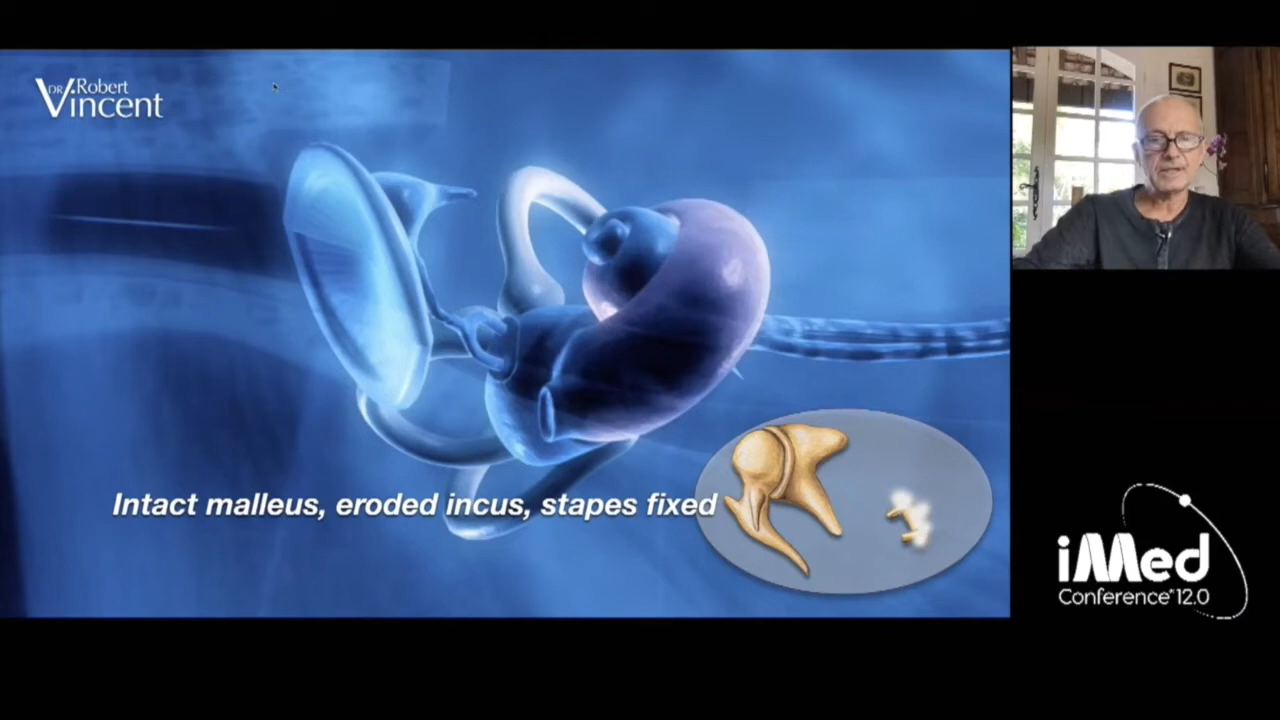 DR Robert
Vincent
Intact malleus, eroded incus, stapes fixed
iMed
Conference® 12.0